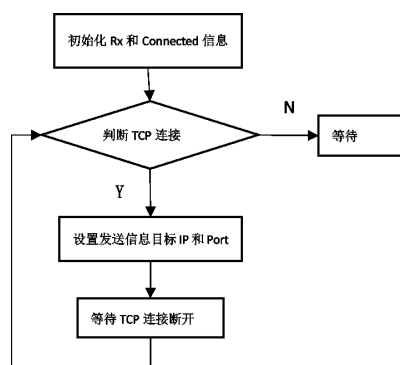 初始化 Rx 和 Connected 信息
N
判断 TCP 连接
等待
Y
设置发送信息目标 IP 和 Port
等待 TCP 连接断开